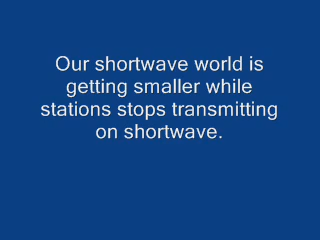 Our shortwave world is
getting smaller while
stations stops transmitting
on shortwave.